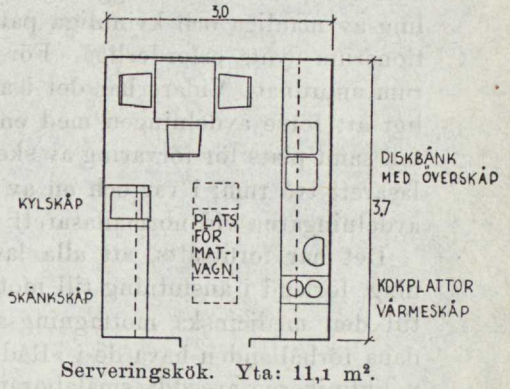 3,0
DISKBÄNK
MED ÖVERSKÅP
KYLSKÅP
PLATS
FÖR
MAT-
VAGN
3,7
SKÄNKSKÅP
KOKPLATTOR
VÄRMESKÅP
Serveringskök. Yta: 11,1 m².